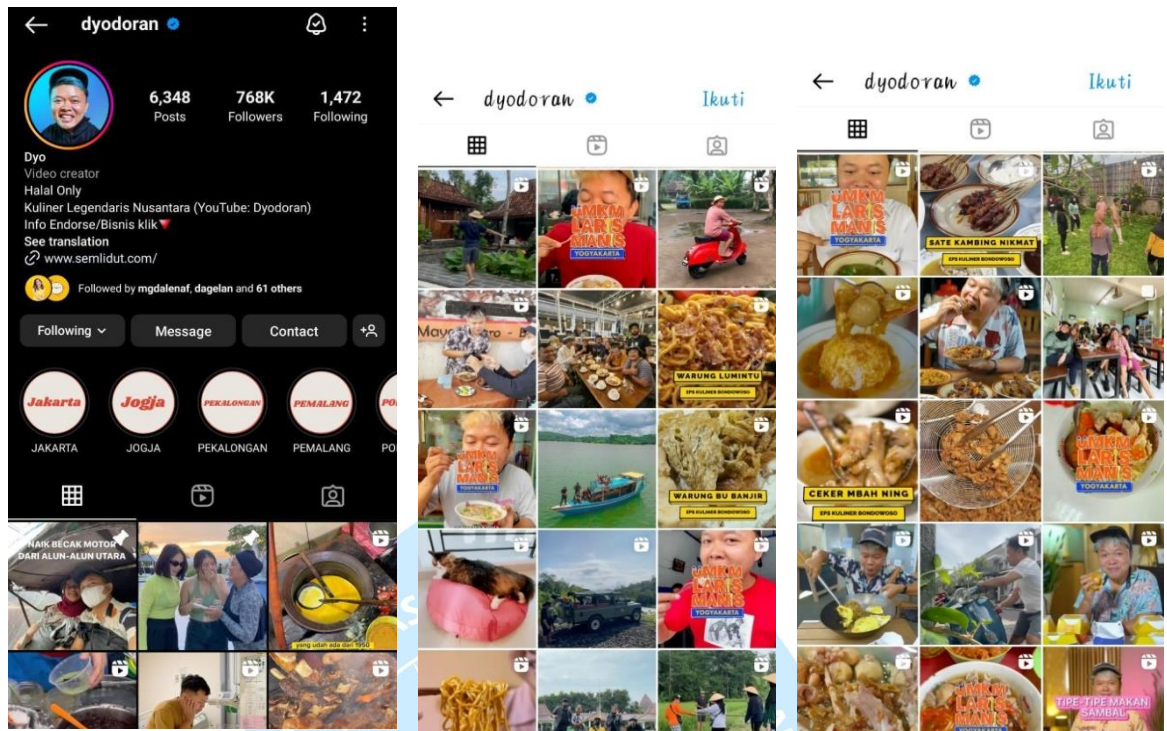 dyodoran
6,348 768K 1,472
Posts Followers Following
Dyo
Video creator
Halal Only
Kuliner Legendaris Nusantara (YouTube: Dyodoran)
Info Endorse/Bisnis klik
See translation
www.semlidut.com/
Followed by mgdalenaf, dagelan and 61 others
Following Message Contact
Jakarta Jogja PEKALONGAN PEMALANG
JAKARTA JOGJA PEKALONGAN PEMALANG
NAIK BECAK MOTOR
DARI ALUN-ALUN UTARA
yang udah ada dari 1950
dyodoran Ikuti
UMKM
LARIS
MANIS
YOGYAKARTA
WARUNG LUMINTU
EPS KULINER BONDOWOSO
UMKM
LARIS
MANIS
YOGYAKARTA
WARUNG BU BANJIR
EPS KULINER BONDOWOSO
UMKM
LARIS
MANIS
YOGYAKARTA
dyodoran Ikuti
UMKM
LARIS
MANIS
YOGYAKARTA
SATE KAMBING NIKMAT
EPS KULINER BONDOWOSO
CEKER MBAH NING
EPS KULINER BONDOWOSO
UMKM
LARIS
MANIS
YOGYAKARTA
UMKM
LARIS
MANIS
TIPE-TIPE MAKAN
SAMBAL